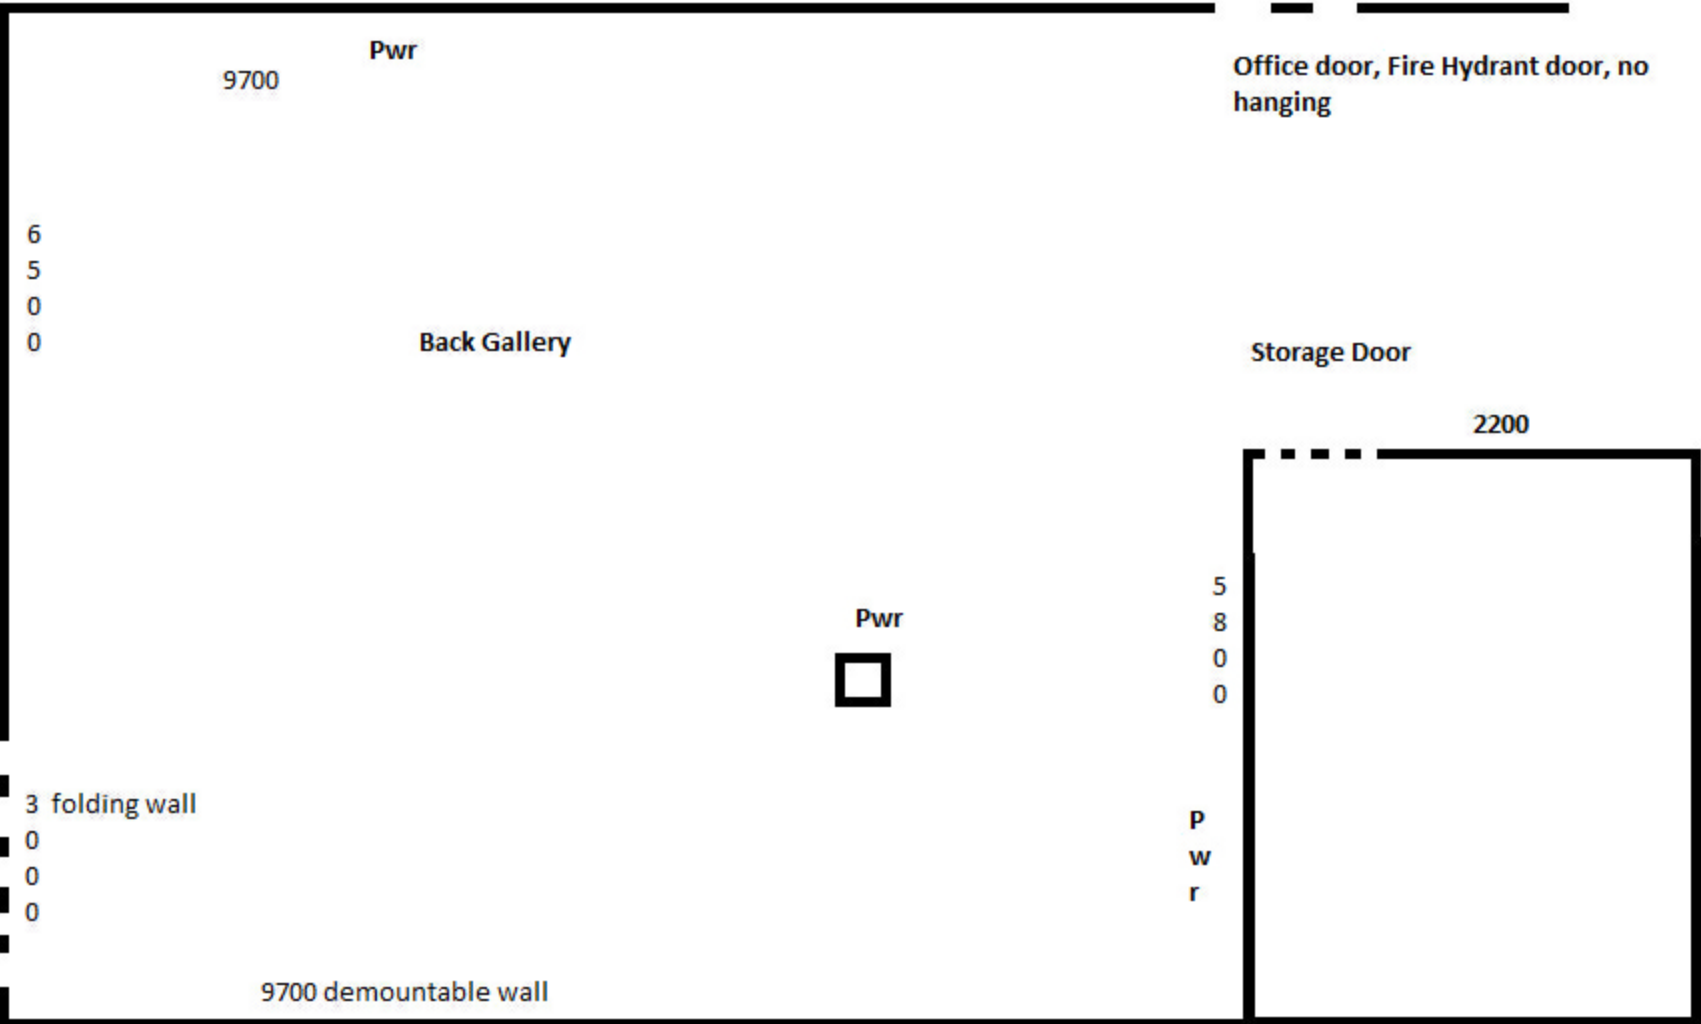 Pwr
9700
Office door, Fire Hydrant door, no
hanging
6
5
0
0
Back Gallery
Storage Door
2200
5
8
0
0
Pwr
3 folding wall
0
0
0
P
w
r
9700 demountable wall